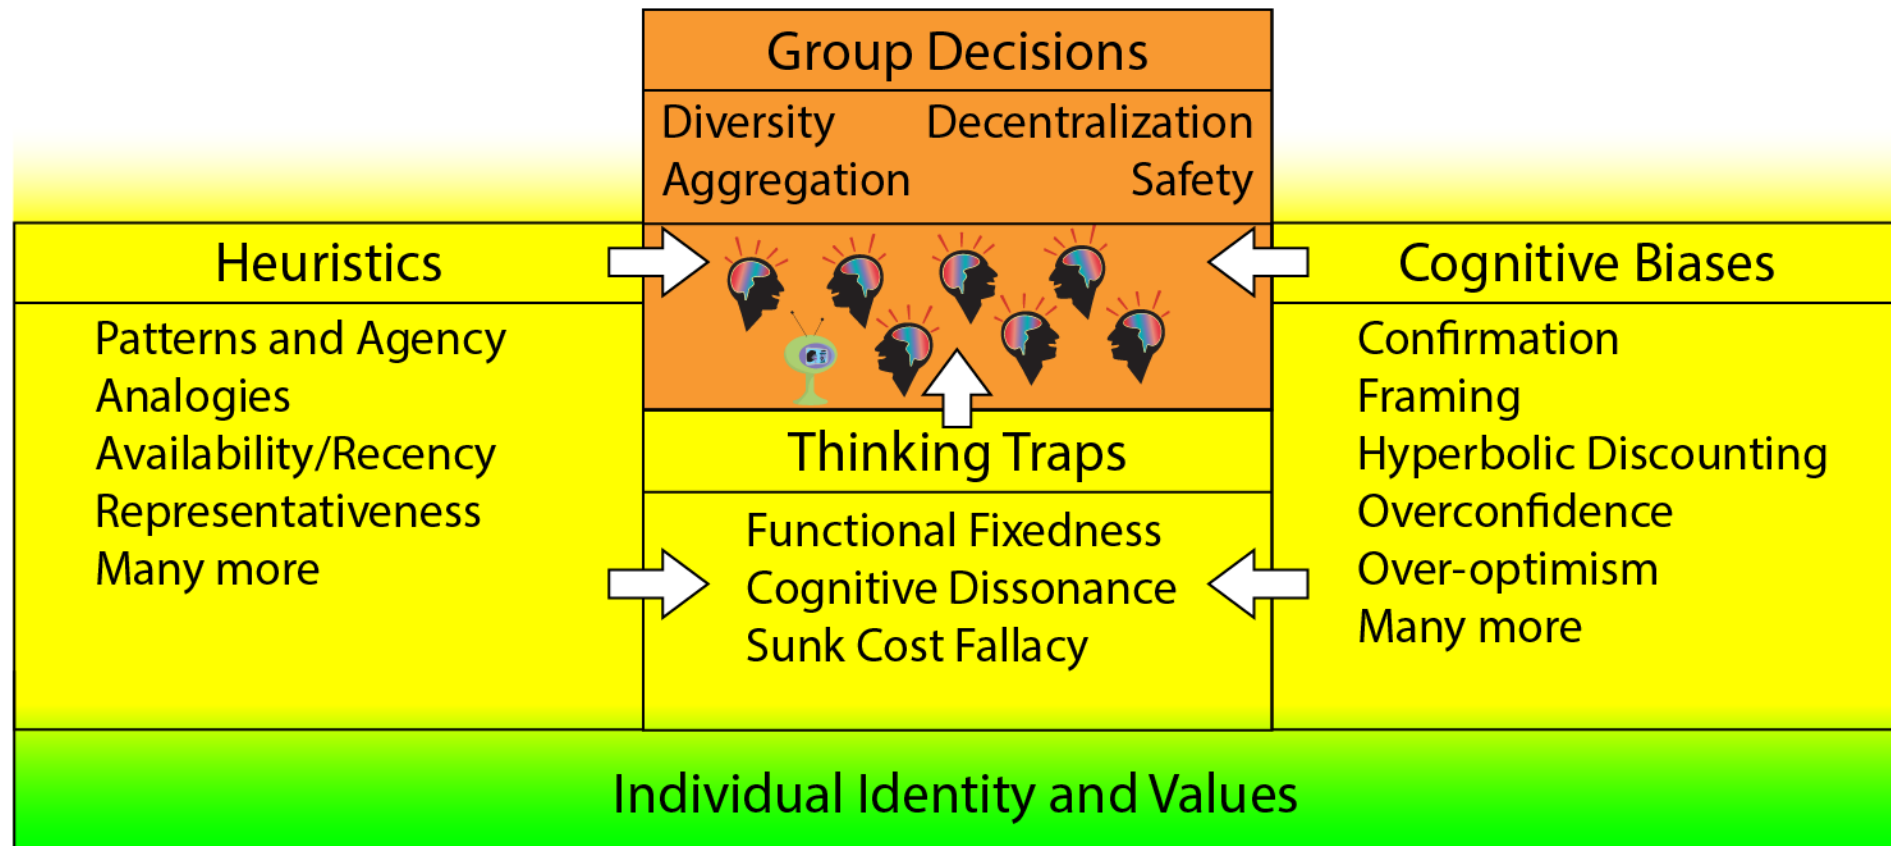 Group Decisions
Diversity Decentralization
Aggregation Safety
Heuristics
Patterns and Agency
Analogies
Availability/Recency
Representativeness
Many more
Thinking Traps
Functional Fixedness
Cognitive Dissonance
Sunk Cost Fallacy
Cognitive Biases
Confirmation
Framing
Hyperbolic Discounting
Overconfidence
Over-optimism
Many more
Individual Identity and Values